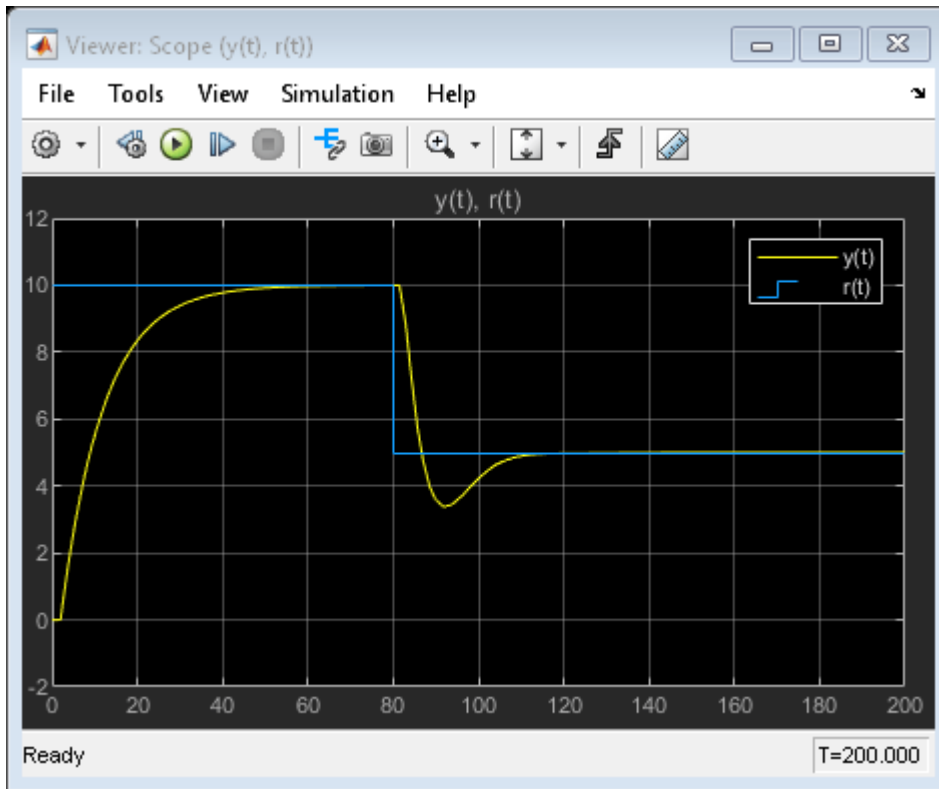 Viewer: Scope (y(t), r(t))
File Tools View Simulation Help
y(t), r(t)
12
10
8
6
4
2
0
-2
y(t)
r(t)
0 20 40 60 80 100 120 140 160 180 200
Ready T=200.000